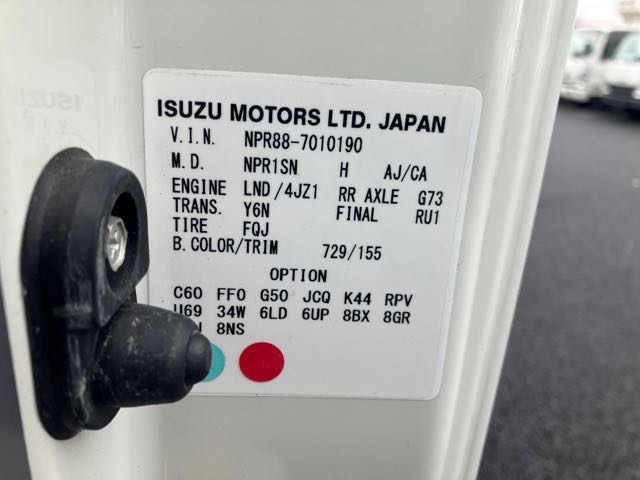 ISUZU MOTORS LTD. JAPAN
V.I.N. NPR88-7010190
M.D. NPR1SN H AJ/CA
ENGINE LND/4JZ1 RR AXLE G73
TRANS. Y6N FINAL RU1
TIRE FQJ
B.COLOR/TRIM 729/155
OPTION
C60 FF0 G50 JCQ K44 RPV
U69 34W 6LD 6UP 8BX 8GR
8NS